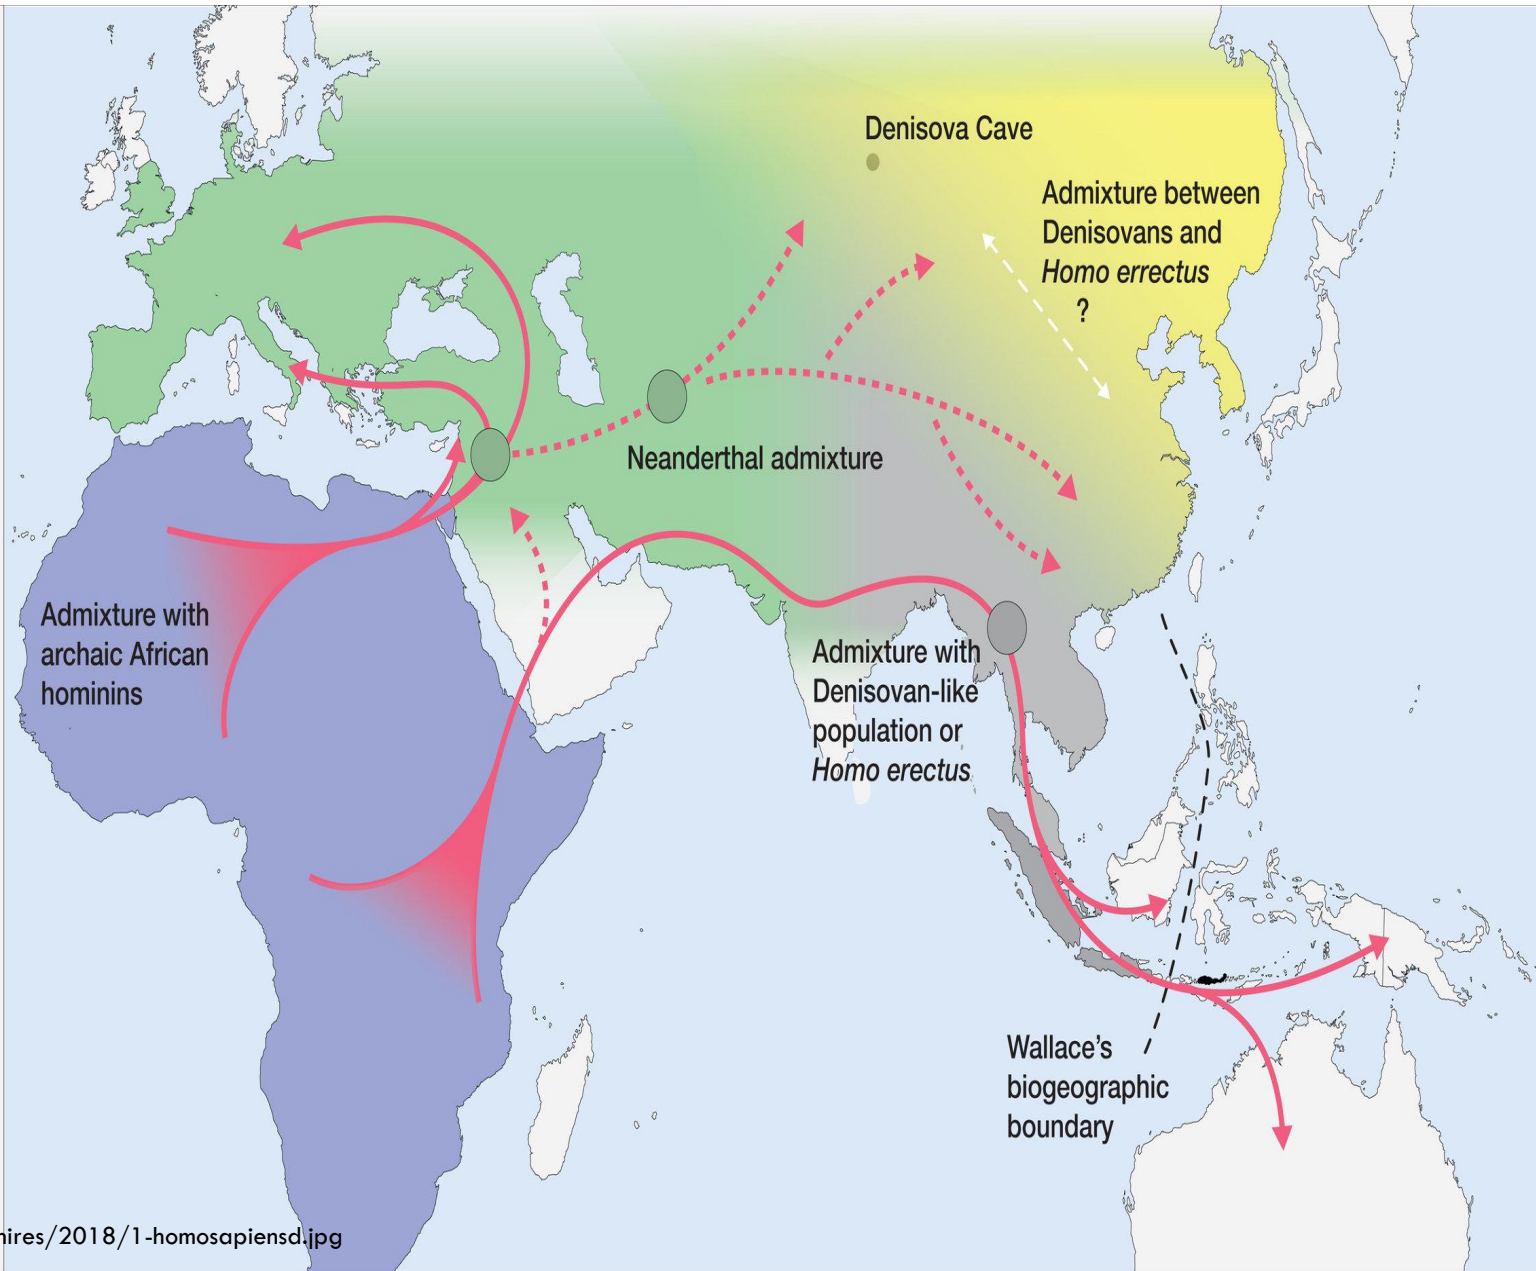 Denisova Cave
Admixture between
Denisovans and
Homo errectus
?
Neanderthal admixture
Admixture with
archaic African
hominins
Admixture with
Denisovan-like
population or
Homo erectus
Wallace’s
biogeographic
boundary
hires/2018/1-homosapiensd.jpg